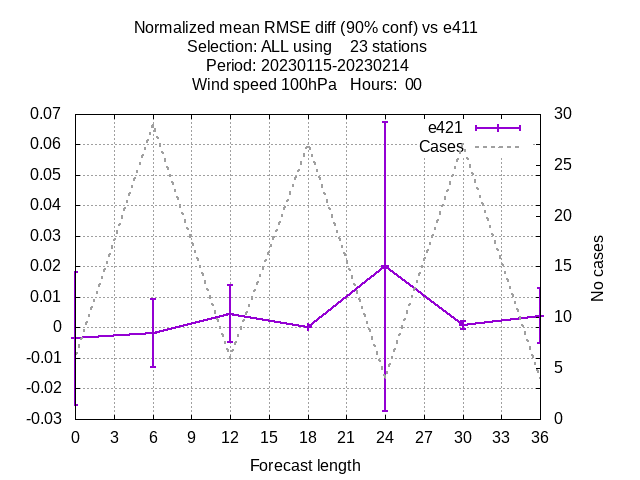 Normalized mean RMSE diff (90% conf) vs e411
Selection: ALL using    23 stations
Period: 20230115-20230214
Wind speed 100hPa   Hours:  00
e421
Cases
0.07
0.06
0.05
0.04
0.03
0.02
0.01
0
-0.01
-0.02
-0.03
30
25
20
15
10
5
0
No cases
0 3 6 9 12 15 18 21 24 27 30 33 36
Forecast length